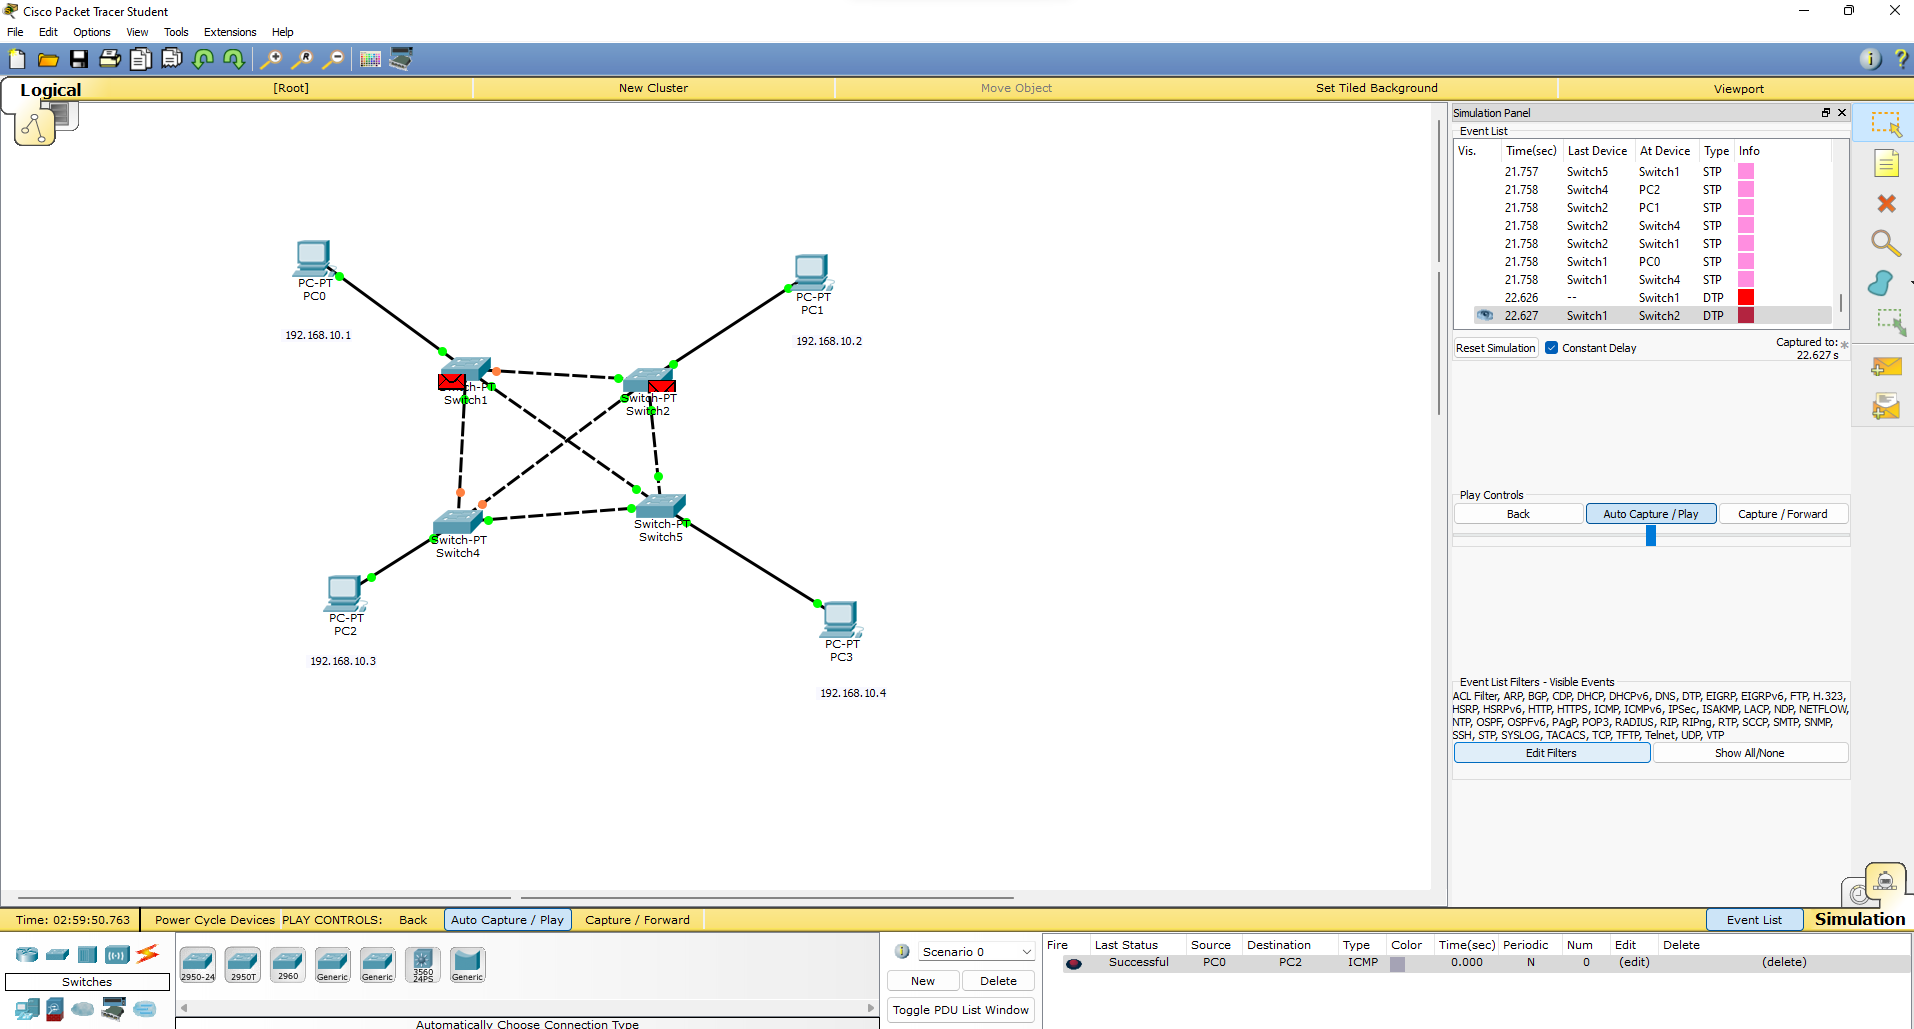 Cisco Packet Tracer Student
File Edit Options View Tools Extensions Help
Logical [Root] New Cluster Move Object Set Tiled Background Viewport
Simulation Panel
Event List
Vis. Time(sec) Last Device At Device Type Info
21.757 Switch5 Switch1 STP
21.758 Switch4 PC2 STP
21.758 Switch2 PC1 STP
21.758 Switch2 Switch4 STP
21.758 Switch2 Switch1 STP
21.758 Switch1 PC0 STP
21.758 Switch1 Switch4 STP
22.626 -- Switch1 DTP
22.627 Switch1 Switch2 DTP
Reset Simulation Constant Delay Captured to: *
22.627 s
Play Controls
Back Auto Capture / Play Capture / Forward
Event List Filters - Visible Events
ACL Filter, ARP, BGP, CDP, DHCP, DHCPv6, DNS, DTP, EIGRP, EIGRPv6, FTP, H.323,
HSRP, HSRPv6, HTTP, HTTPS, ICMP, ICMPv6, IPSec, ISAKMP, LACP, NDP, NETFLOW,
NTP, OSPF, OSPFv6, PAgP, POP3, RADIUS, RIP, RIPng, RTP, SCCP, SMTP, SNMP,
SSH, STP, SYSLOG, TACACS, TCP, TFTP, Telnet, UDP, VTP
Edit Filters Show All/None
PC-PT
PC0
192.168.10.1
PC-PT
PC1
192.168.10.2
Switch-PT
Switch1
Switch-PT
Switch2
Switch-PT
Switch4
Switch-PT
Switch5
PC-PT
PC2
192.168.10.3
PC-PT
PC3
192.168.10.4
Time: 02:59:50.763 Power Cycle Devices PLAY CONTROLS: Back Auto Capture / Play Capture / Forward Event List Simulation
Switches
2950-24 2950T 2960 Generic Generic 3560 24PS Generic
Automatically Choose Connection Type
Scenario 0
New Delete
Toggle PDU List Window
Fire Last Status Source Destination Type Color Time(sec) Periodic Num Edit Delete
Successful PC0 PC2 ICMP 0.000 N 0 (edit) (delete)